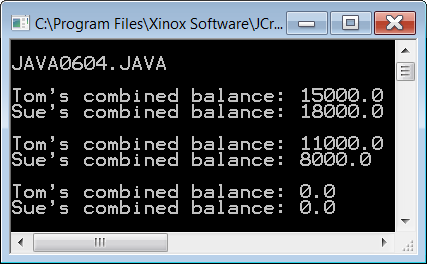 C:\Program Files\Xinox Software\JCr...
JAVA0604.JAVA
Tom's combined balance: 15000.0
Sue's combined balance: 18000.0
Tom's combined balance: 11000.0
Sue's combined balance: 8000.0
Tom's combined balance: 0.0
Sue's combined balance: 0.0